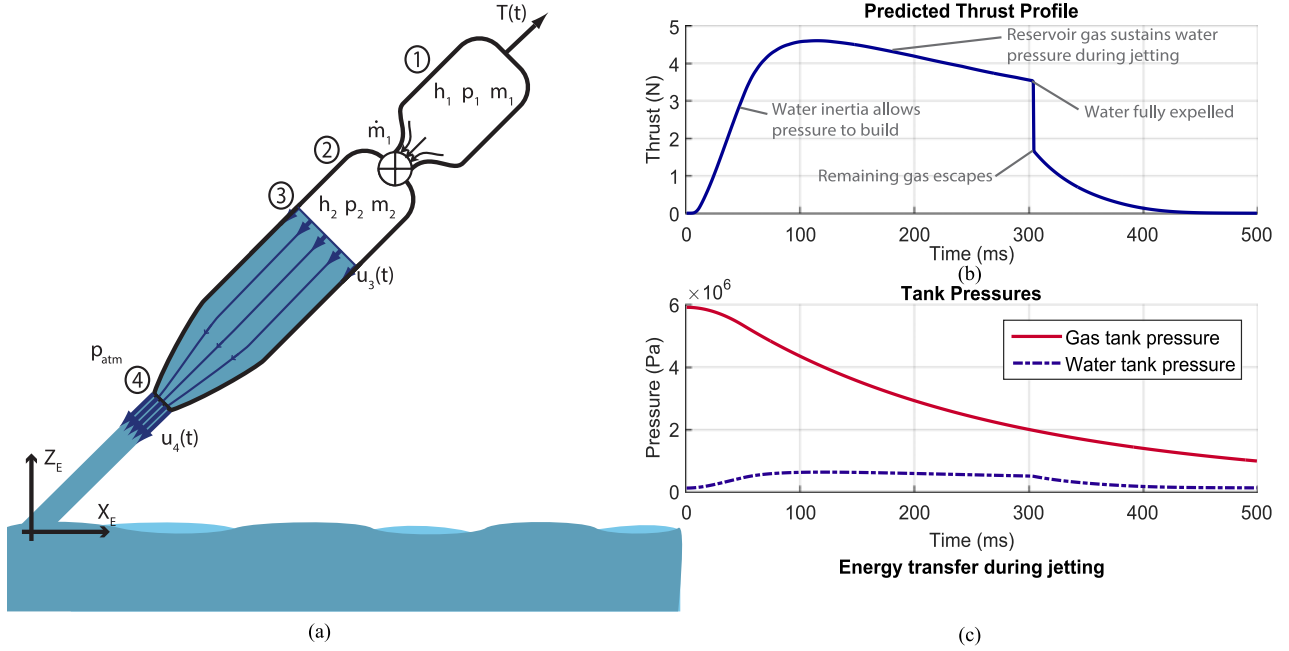 T(t)
1
h1 p1 m1
ṁ1
2
h2 p2 m2
3
u3(t)
patm
4
u4(t)
ZE
XE
(a)
Predicted Thrust Profile
Reservoir gas sustains water
pressure during jetting
Water inertia allows
pressure to build
Water fully expelled
Remaining gas escapes
Thrust (N)
5
4
3
2
1
0
0 100 200 300 400 500
Time (ms)
(b)
Tank Pressures
×10^6
Gas tank pressure
Water tank pressure
Pressure (Pa)
6
4
2
0
0 100 200 300 400 500
Time (ms)
Energy transfer during jetting
(c)